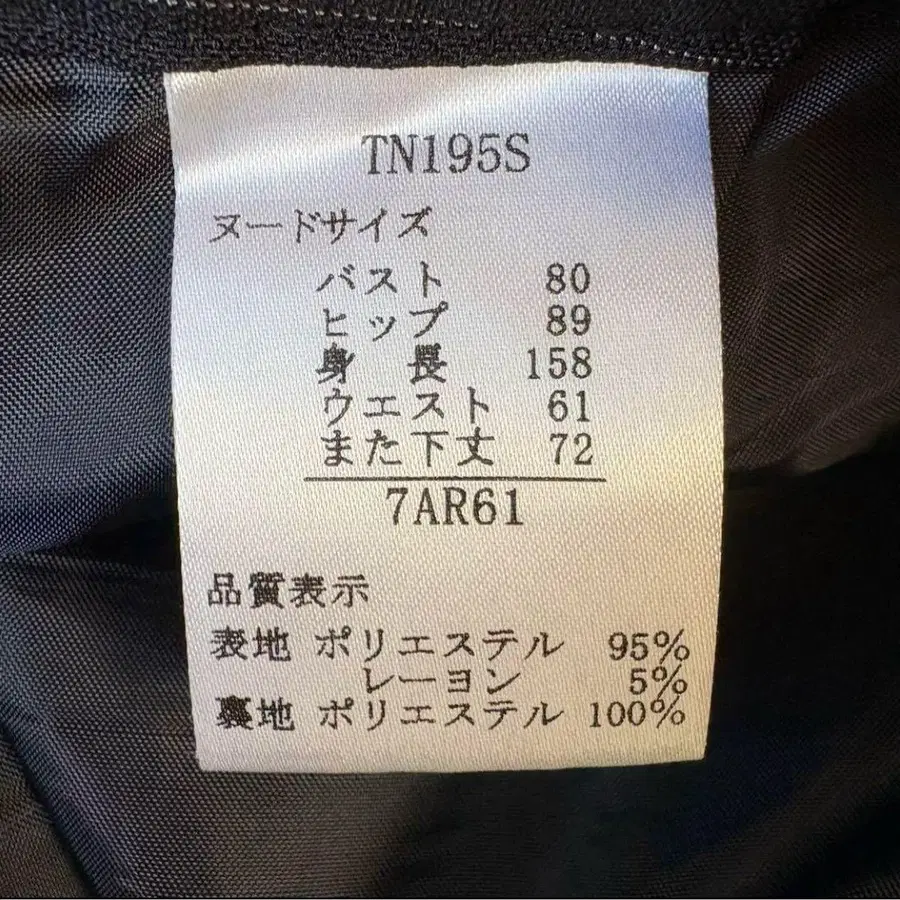 TN195S
ヌードサイズ
バスト 80
ヒップ 89
身長 158
ウエスト 61
また下丈 72
7AR61
品質表示
表地 ポリエステル 95%
レーヨン 5%
裏地 ポリエステル 100%